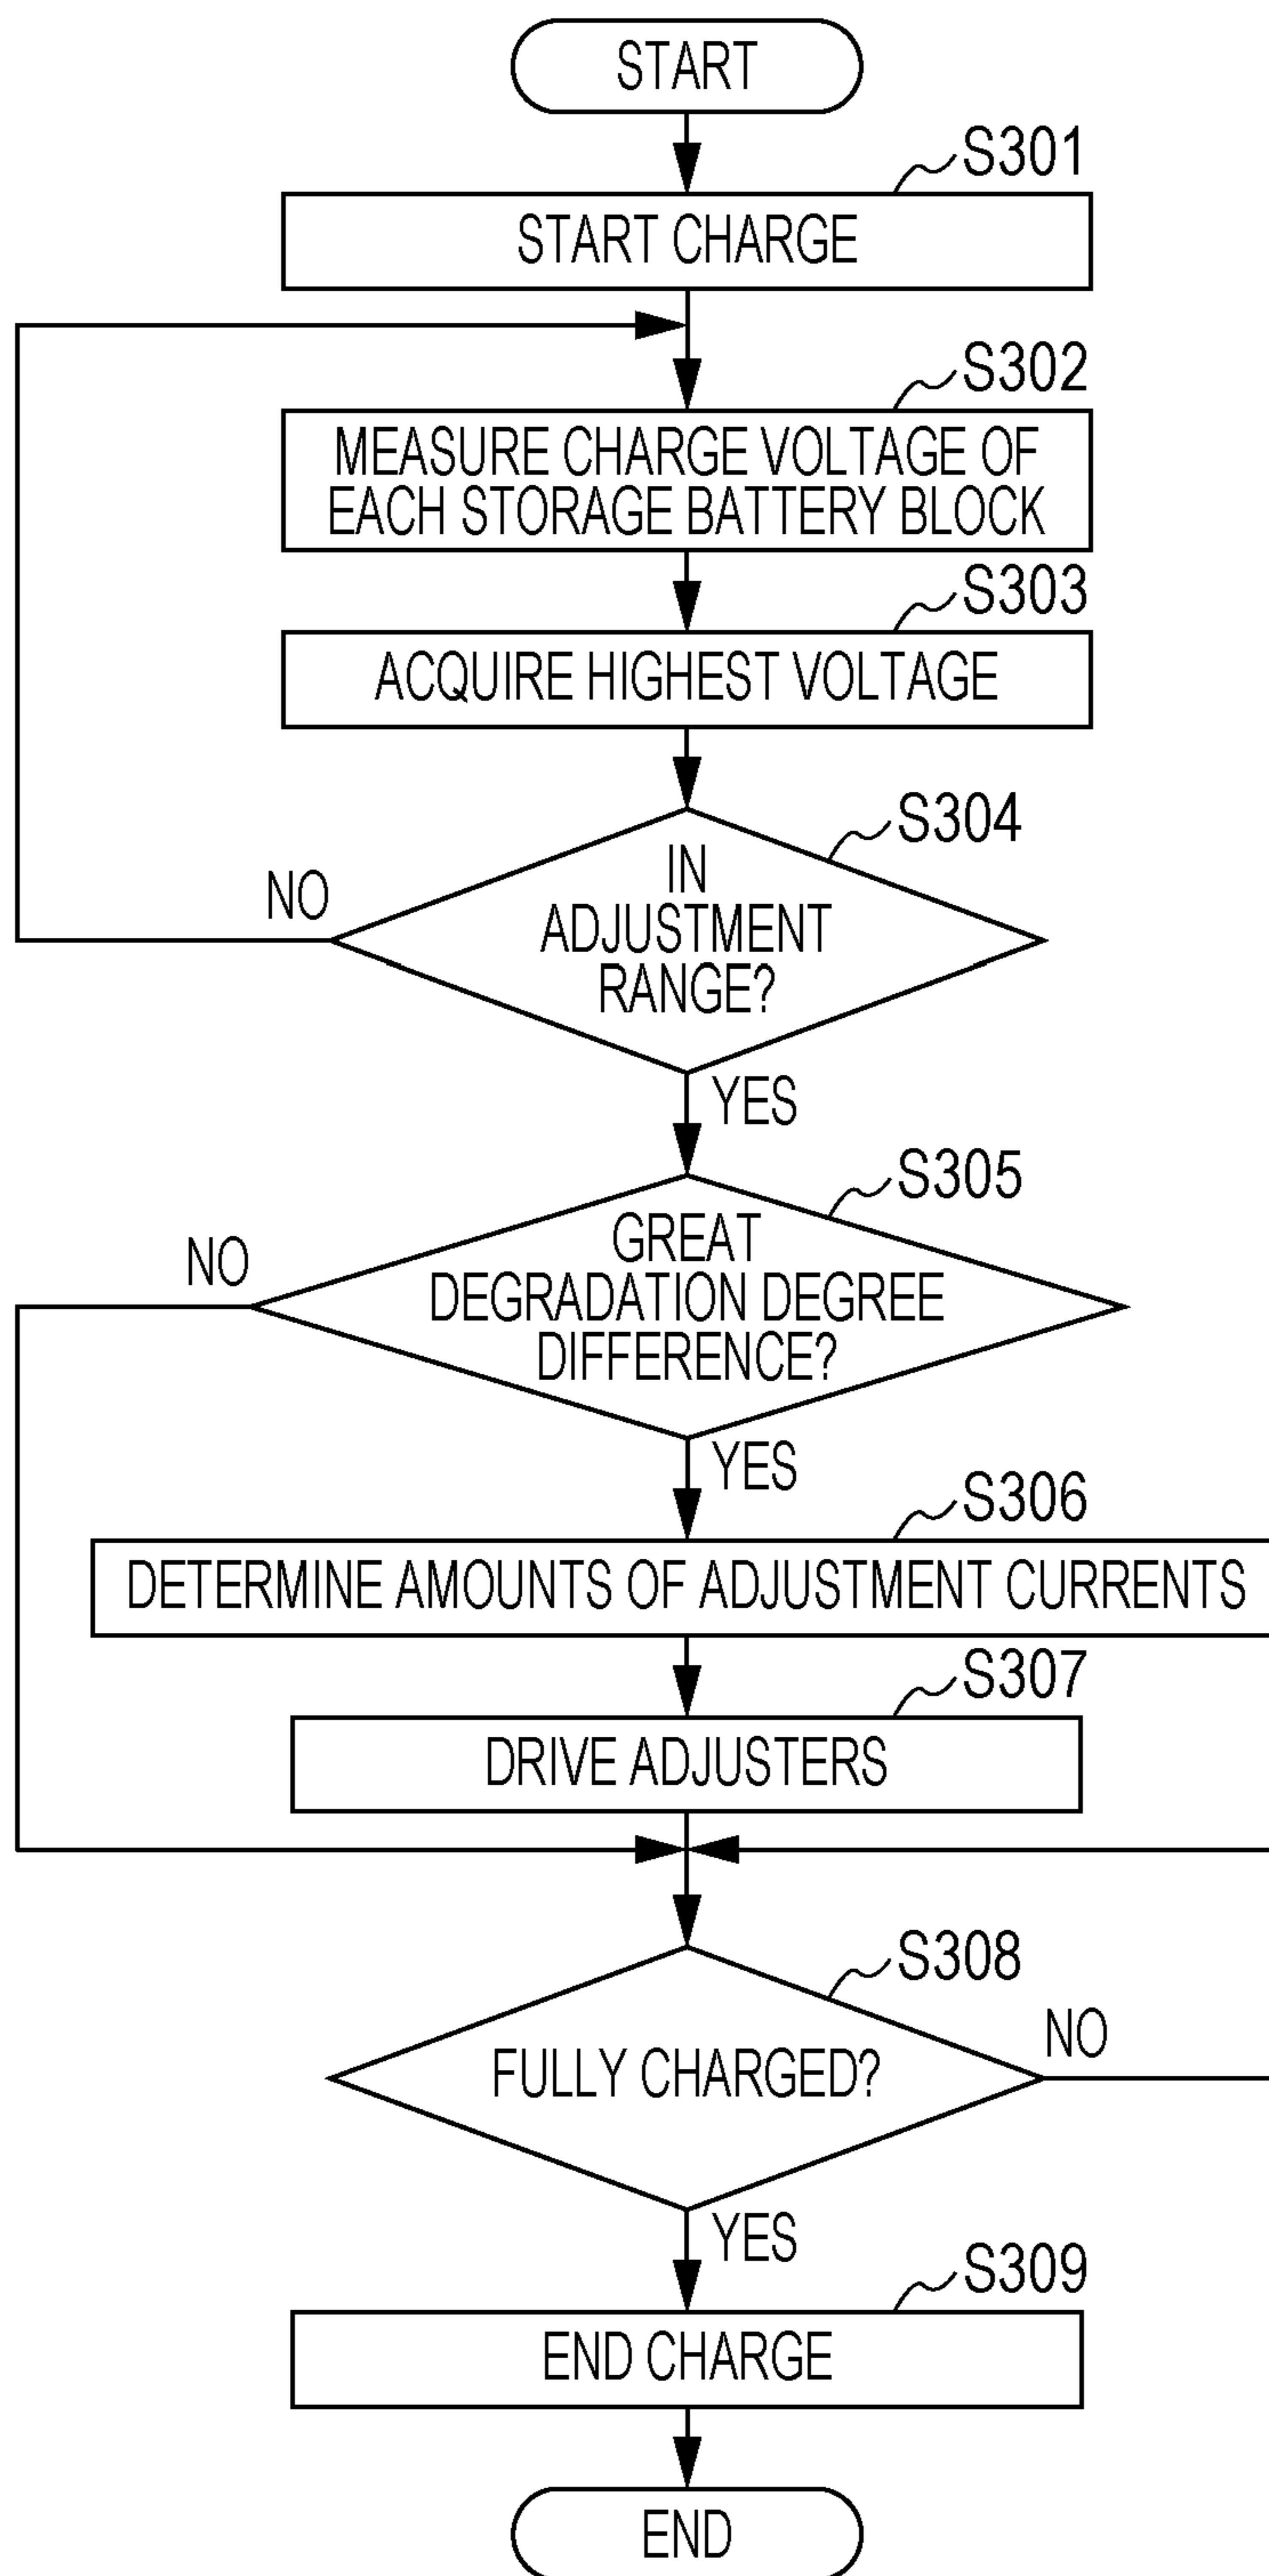 START
S301
START CHARGE
S302
MEASURE CHARGE VOLTAGE OF
EACH STORAGE BATTERY BLOCK
S303
ACQUIRE HIGHEST VOLTAGE
S304
IN
ADJUSTMENT
RANGE?
NO
YES
S305
GREAT
DEGRADATION DEGREE
DIFFERENCE?
NO
YES
S306
DETERMINE AMOUNTS OF ADJUSTMENT CURRENTS
S307
DRIVE ADJUSTERS
S308
FULLY CHARGED?
NO
YES
S309
END CHARGE
END